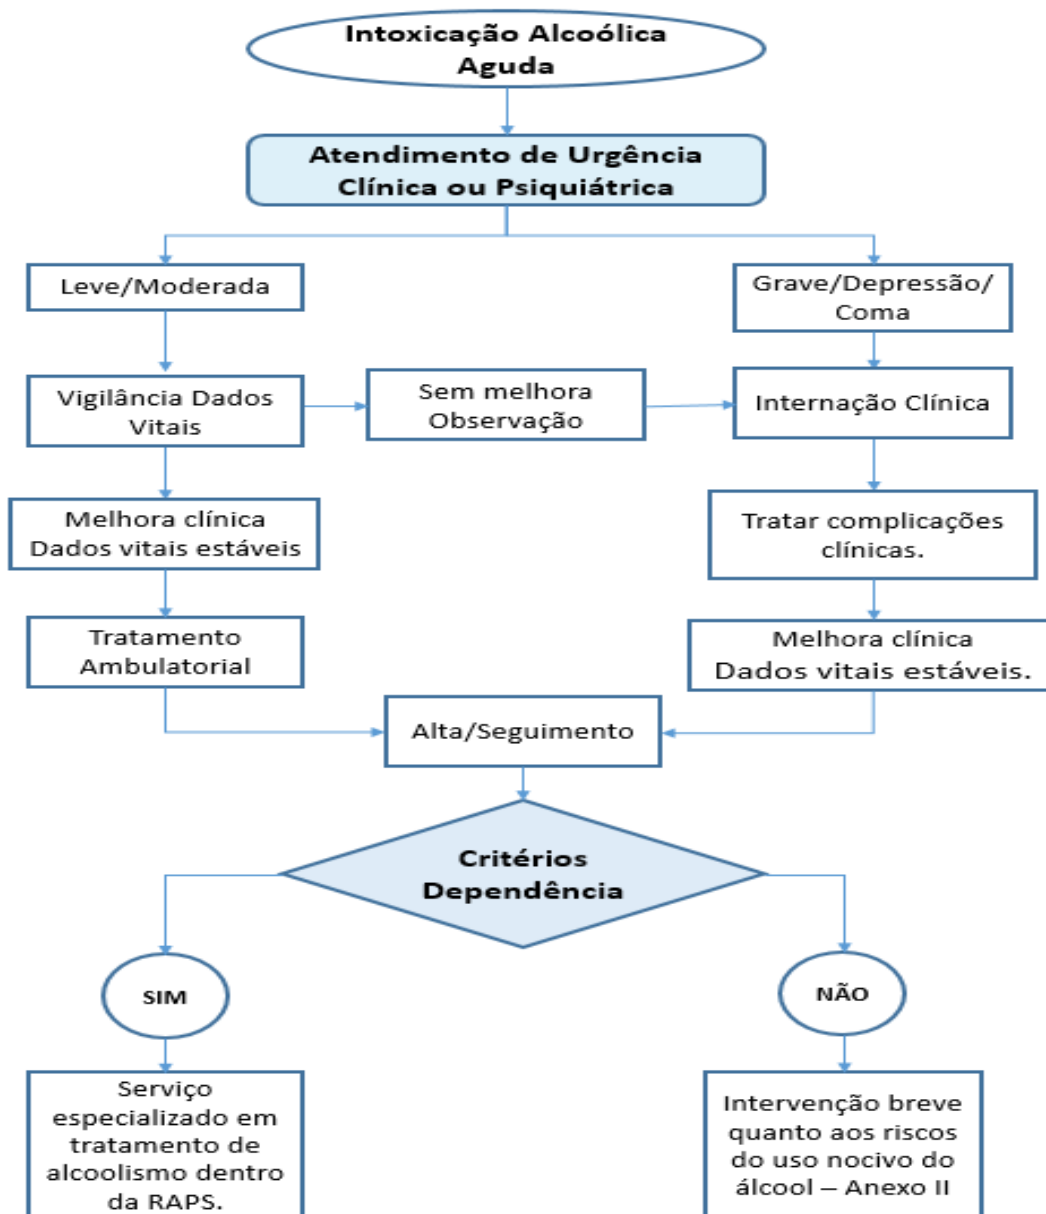 Intoxicação Alcoólica
Aguda
Atendimento de Urgência
Clínica ou Psiquiátrica
Leve/Moderada
Grave/Depressão/
Coma
Vigilância Dados
Vitais
Sem melhora
Observação
Internação Clínica
Melhora clínica
Dados vitais estáveis
Tratar complicações
clínicas.
Tratamento
Ambulatorial
Melhora clínica
Dados vitais estáveis.
Alta/Seguimento
Critérios
Dependência
SIM
NÃO
Serviço
especializado em
tratamento de
alcoolismo dentro
da RAPS.
Intervenção breve
quanto aos riscos
do uso nocivo do
álcool – Anexo II